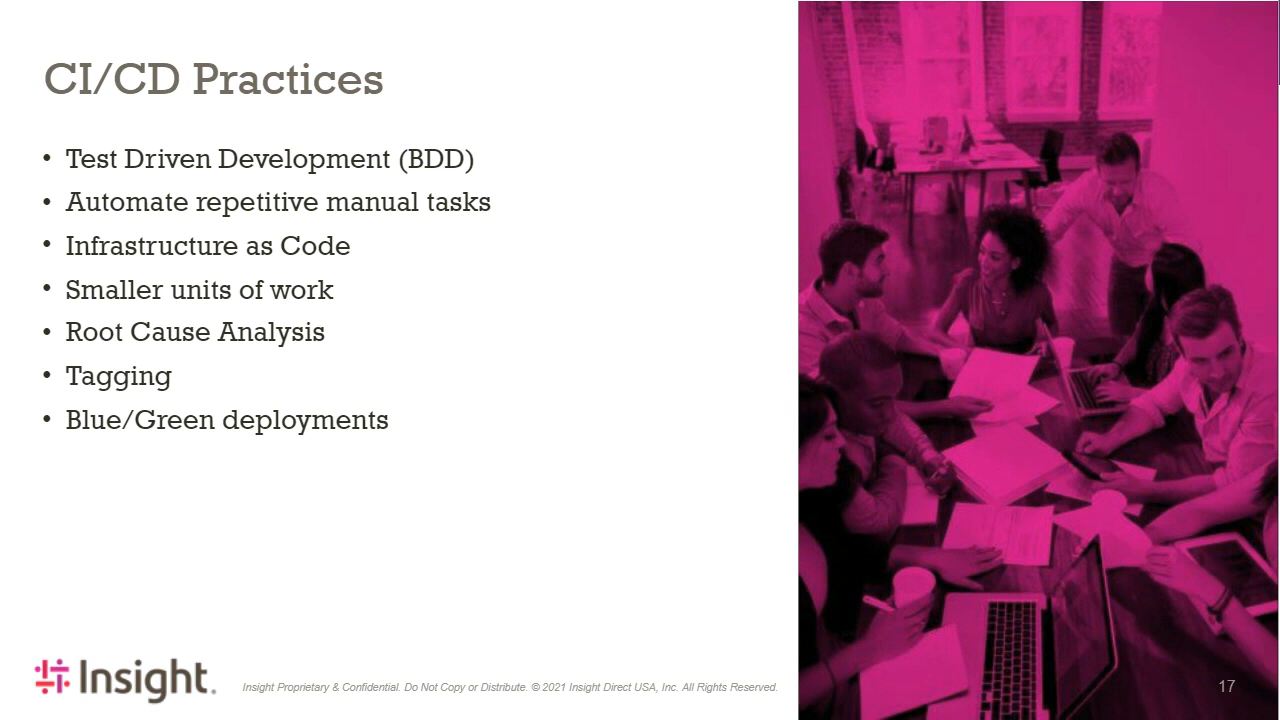 CI/CD Practices
• Test Driven Development (BDD)
• Automate repetitive manual tasks
• Infrastructure as Code
• Smaller units of work
• Root Cause Analysis
• Tagging
• Blue/Green deployments
Insight.
Insight Proprietary & Confidential. Do Not Copy or Distribute. © 2021 Insight Direct USA, Inc. All Rights Reserved.
17